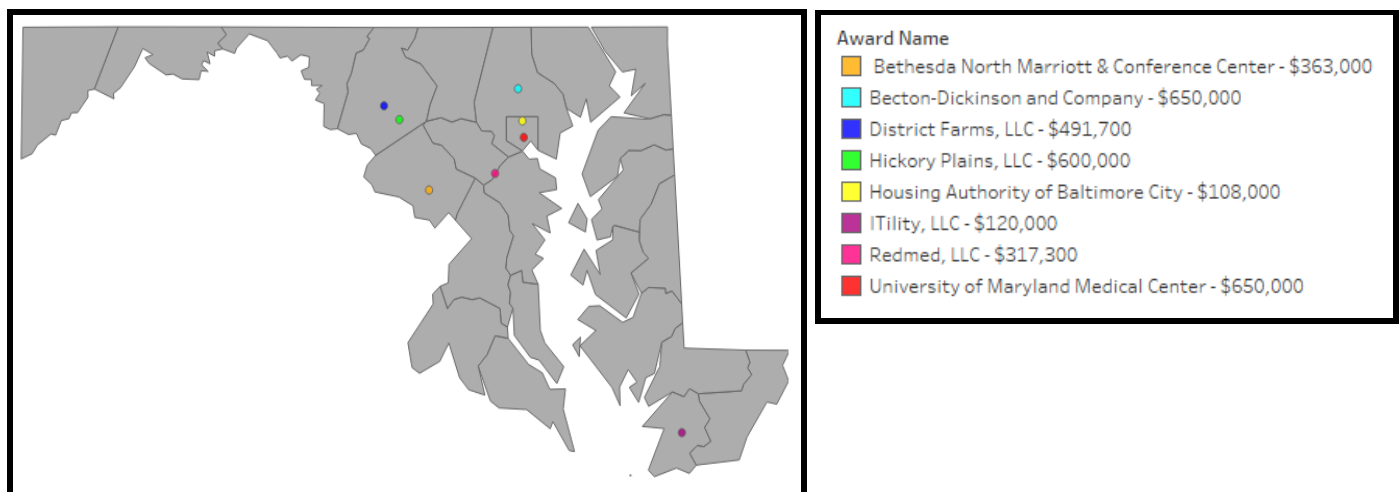 Award Name
Bethesda North Marriott & Conference Center - $363,000
Becton-Dickinson and Company - $650,000
District Farms, LLC - $491,700
Hickory Plains, LLC - $600,000
Housing Authority of Baltimore City - $108,000
ITility, LLC - $120,000
Redmed, LLC - $317,300
University of Maryland Medical Center - $650,000